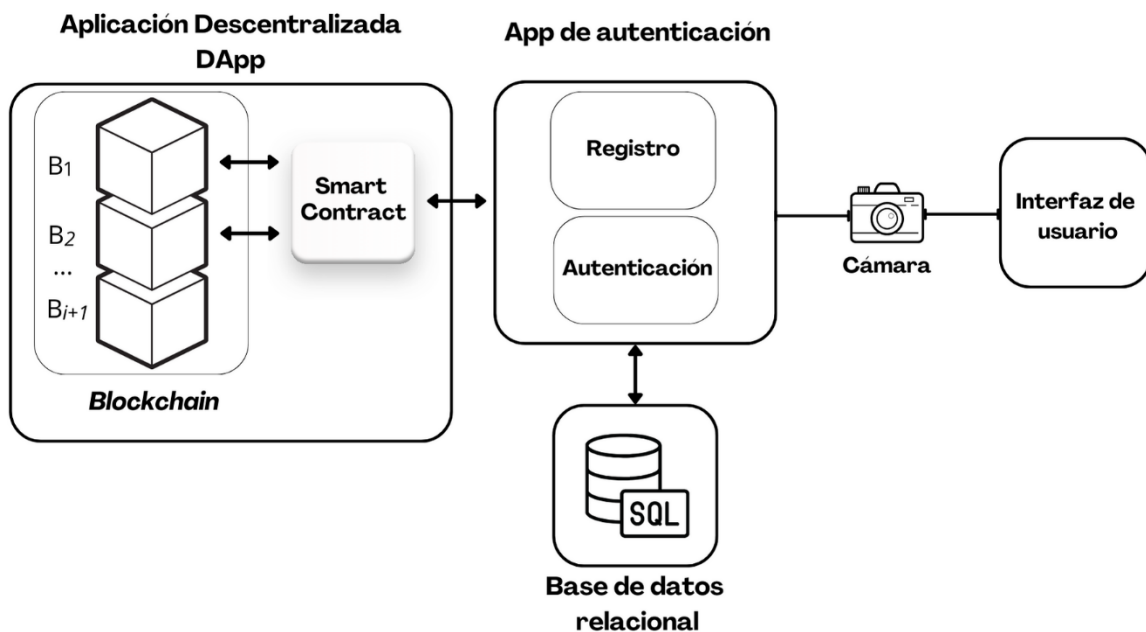 Aplicación Descentralizada
DApp
App de autenticación
B1
B2
...
Bi+1
Blockchain
Smart
Contract
Registro
Autenticación
Cámara
Interfaz de
usuario
SQL
Base de datos
relacional